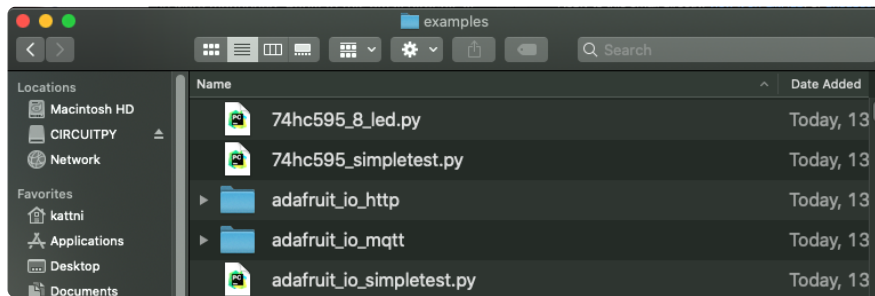 examples
Search
Locations
Macintosh HD
CIRCUITPY
Network
Favorites
kattni
Applications
Desktop
Documents
Name
Date Added
74hc595_8_led.py
Today, 13
74hc595_simpletest.py
Today, 13
adafruit_io_http
Today, 13
adafruit_io_mqtt
Today, 13
adafruit_io_simpletest.py
Today, 13